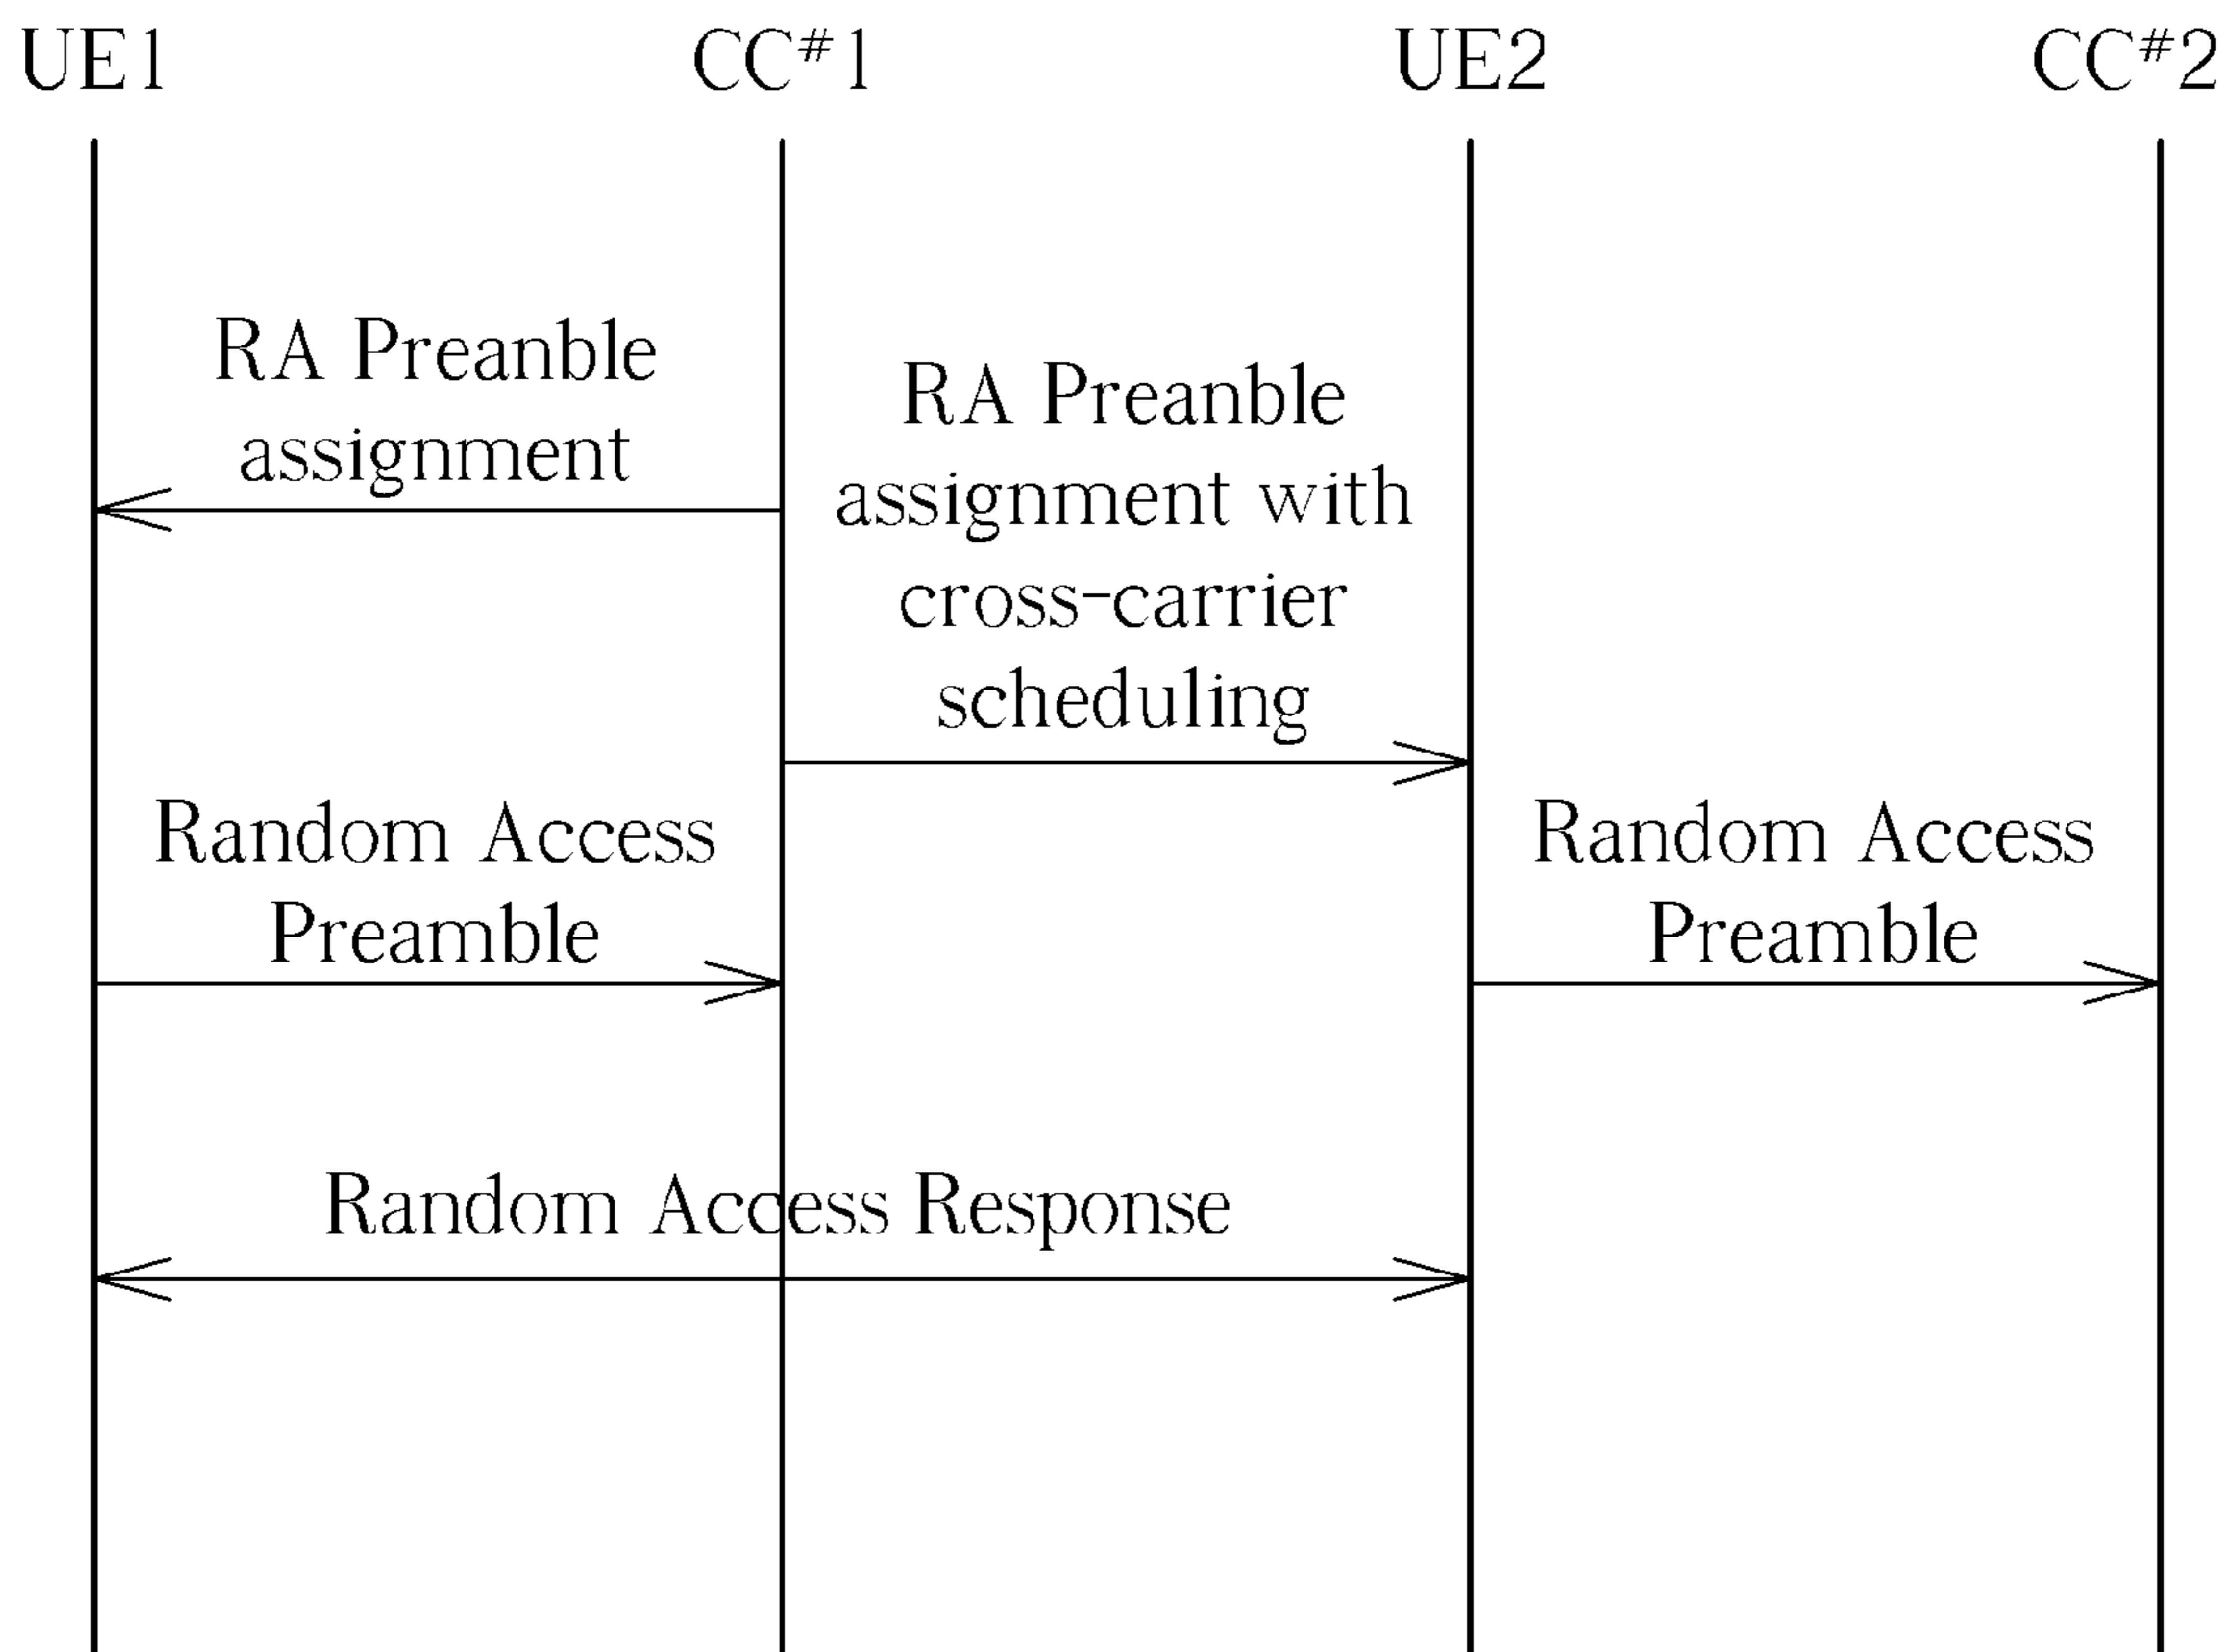 UE1
CC#1
UE2
CC#2
RA Preanble
assignment
RA Preanble
assignment with
cross-carrier
scheduling
Random Access
Preamble
Random Access
Preamble
Random Access Response